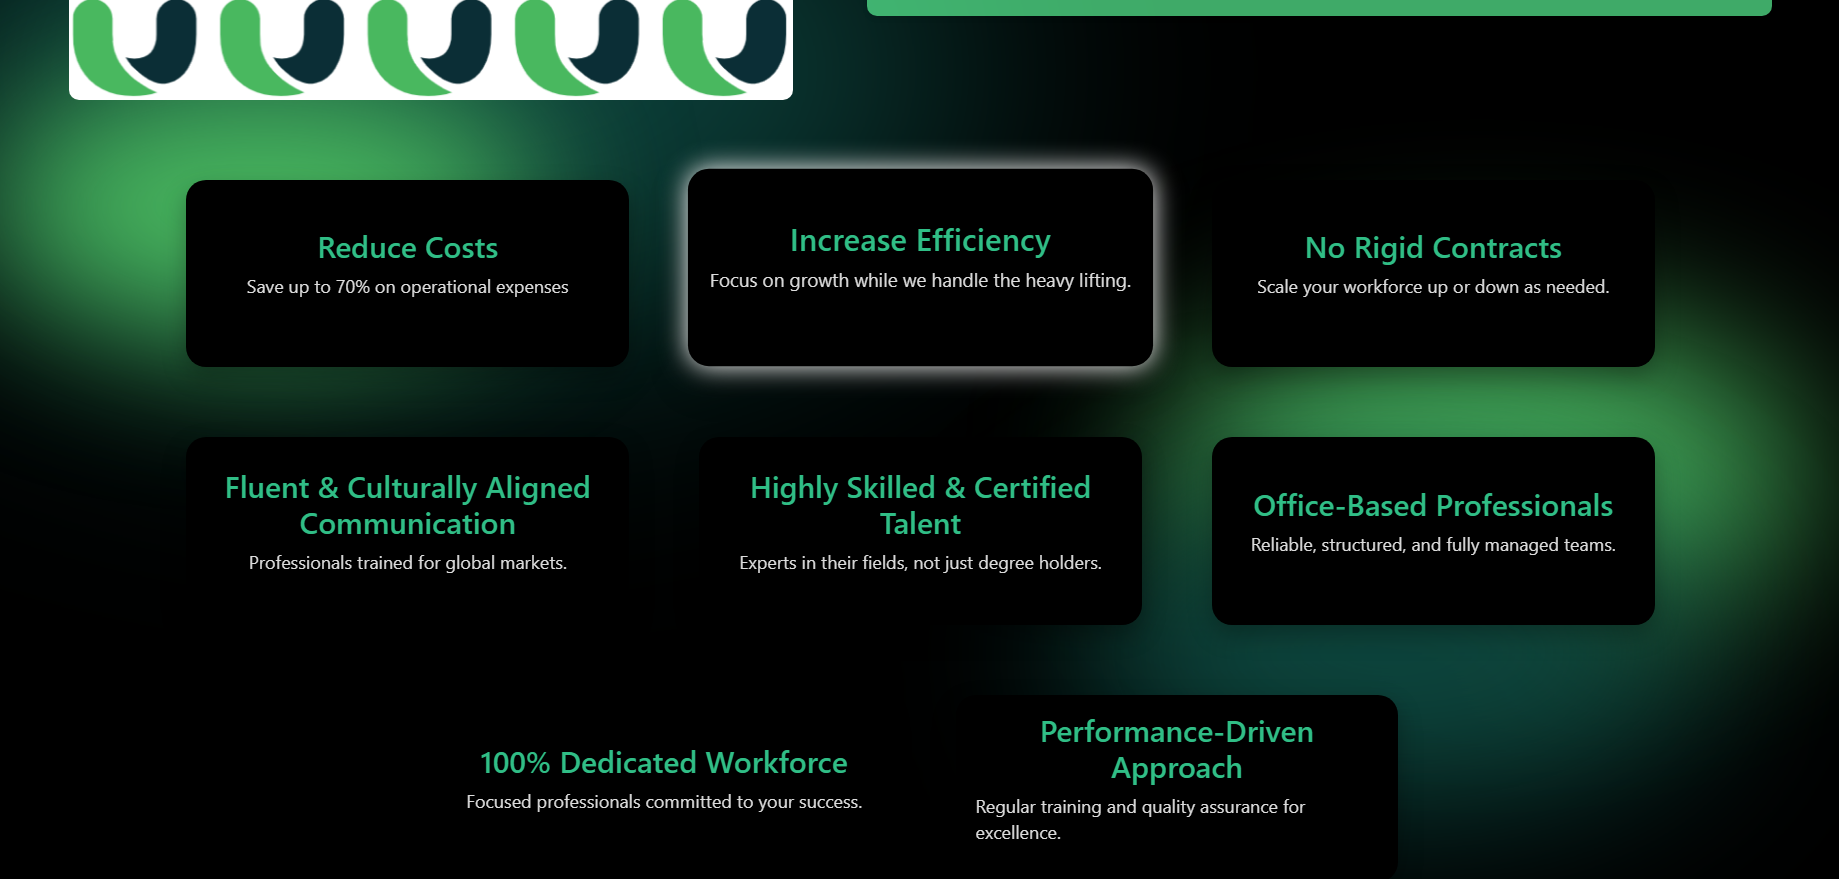 Reduce Costs
Save up to 70% on operational expenses
Increase Efficiency
Focus on growth while we handle the heavy lifting.
No Rigid Contracts
Scale your workforce up or down as needed.
Fluent & Culturally Aligned
Communication
Professionals trained for global markets.
Highly Skilled & Certified
Talent
Experts in their fields, not just degree holders.
Office-Based Professionals
Reliable, structured, and fully managed teams.
100% Dedicated Workforce
Focused professionals committed to your success.
Performance-Driven
Approach
Regular training and quality assurance for
excellence.